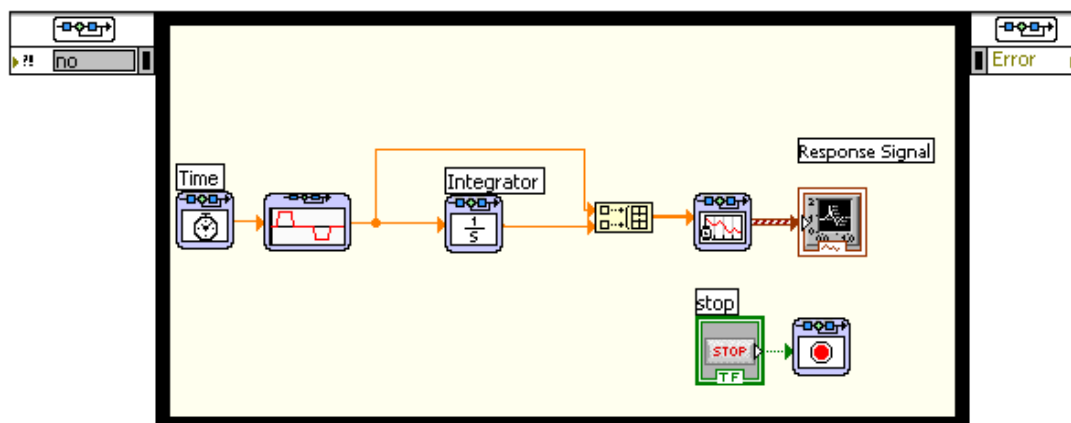 ?! no
Error
Time
Integrator
1
S
Response Signal
stop
STOP
TF